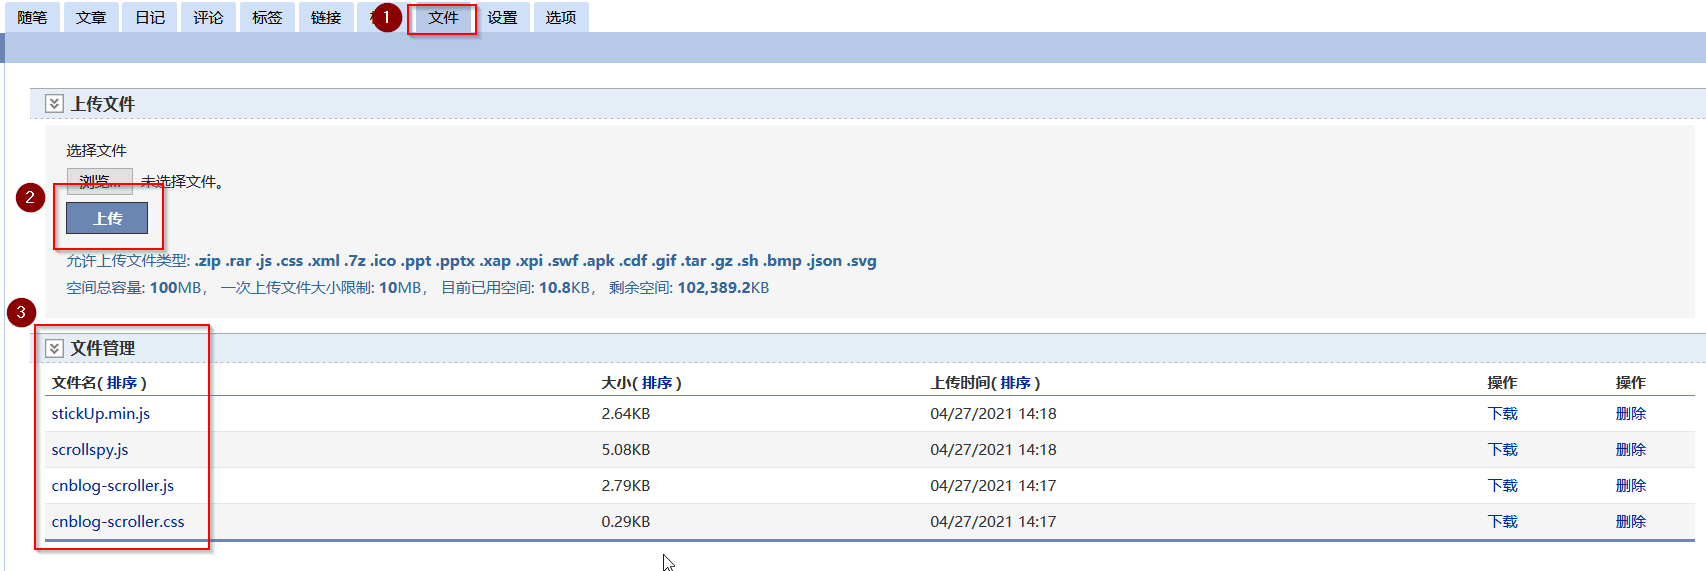 随笔 文章 日记 评论 标签 链接 1 文件 设置 选项
上传文件
选择文件
浏览... 未选择文件。
2
上传
允许上传文件类型: .zip .rar .js .css .xml .7z .ico .ppt .pptx .xap .xpi .swf .apk .cdf .gif .tar .gz .sh .bmp .json .svg
空间总容量: 100MB， 一次上传文件大小限制: 10MB， 目前已用空间: 10.8KB， 剩余空间: 102,389.2KB
3
文件管理
文件名( 排序 ) 大小( 排序 ) 上传时间( 排序 ) 操作 操作
stickUp.min.js 2.64KB 04/27/2021 14:18 下载 删除
scrollspy.js 5.08KB 04/27/2021 14:18 下载 删除
cnblog-scroller.js 2.79KB 04/27/2021 14:17 下载 删除
cnblog-scroller.css 0.29KB 04/27/2021 14:17 下载 删除